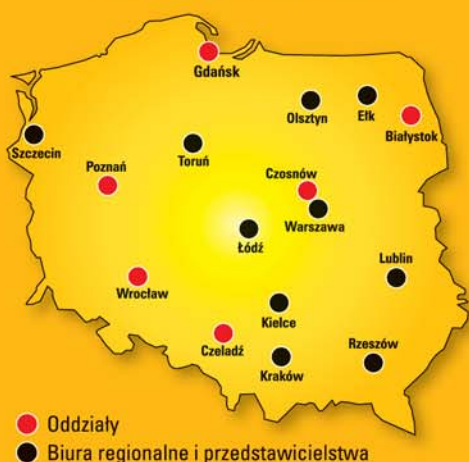 Gdańsk
Olsztyn
Ełk
Białystok
Szczecin
Toruń
Poznań
Czosnów
Warszawa
Łódź
Lublin
Wrocław
Kielce
Czeladź
Kraków
Rzeszów
Oddziały
Biura regionalne i przedstawicielstwa